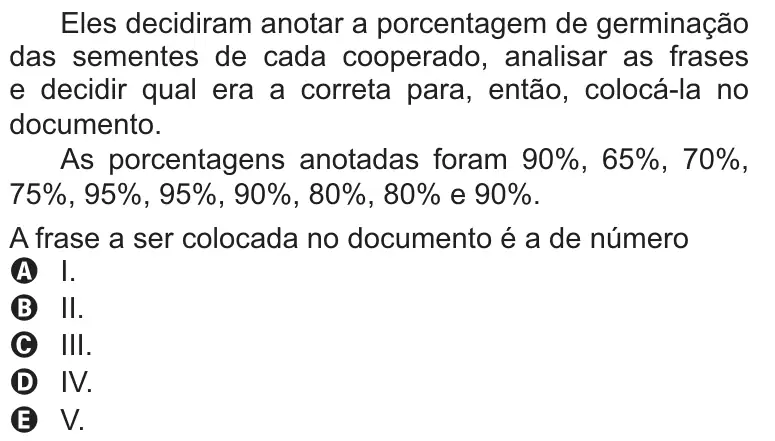 Eles decidiram anotar a porcentagem de germinação
das sementes de cada cooperado, analisar as frases
e decidir qual era a correta para, então, colocá-la no
documento.
As porcentagens anotadas foram 90%, 65%, 70%,
75%, 95%, 95%, 90%, 80%, 80% e 90%.
A frase a ser colocada no documento é a de número
A I.
B II.
C III.
D IV.
E V.